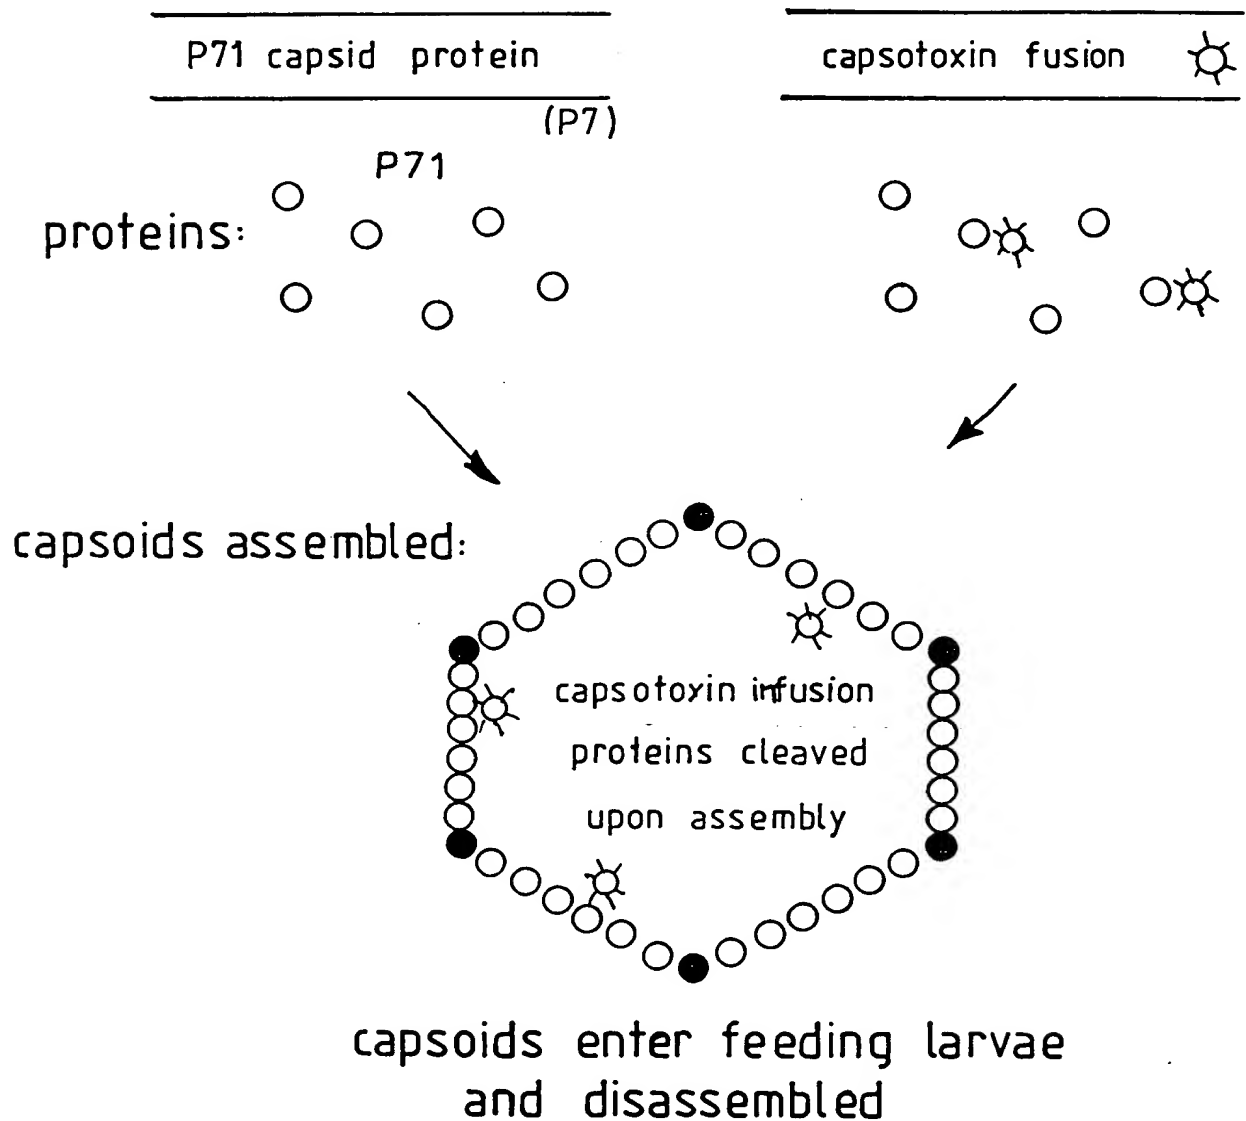 P71 capsid protein
capsotoxin fusion
(P7)
P71
proteins:
capsoids assembled:
capsotoxin infusion
proteins cleaved
upon assembly
capsoids enter feeding larvae
and disassembled